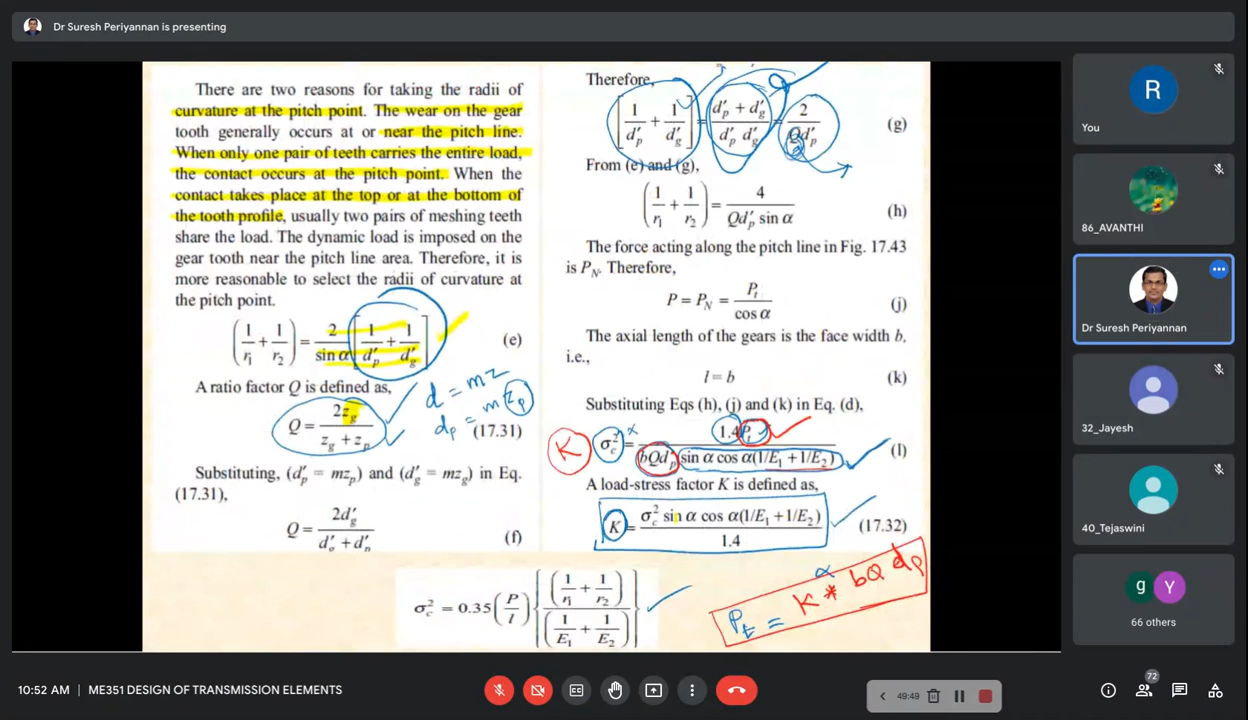 Dr Suresh Periyannan is presenting
There are two reasons for taking the radii of
curvature at the pitch point. The wear on the gear
tooth generally occurs at or near the pitch line.
When only one pair of teeth carries the entire load,
the contact occurs at the pitch point. When the
contact takes place at the top or at the bottom of
the tooth profile, usually two pairs of meshing teeth
share the load. The dynamic load is imposed on the
gear tooth near the pitch line area. Therefore, it is
more reasonable to select the radii of curvature at
the pitch point.
(1/r₁ + 1/r₂) = 2/sin α [1/d′p + 1/d′g] (e)
A ratio factor Q is defined as,
Q = 2zg/(zg + zp) (17.31)
d = mz
dp = mzp
Substituting, (d′p = mzp) and (d′g = mzg) in Eq.
(17.31),
Q = 2d′g/(d′g + d′p) (f)
σc² = 0.35 (P/l) {(1/r₁ + 1/r₂)/(1/E₁ + 1/E₂)}
Therefore,
[1/d′p + 1/d′g] = (d′p + d′g)/(d′p d′g) = 2/(Qd′p) (g)
From (e) and (g),
(1/r₁ + 1/r₂) = 4/(Qd′p sin α) (h)
The force acting along the pitch line in Fig. 17.43
is PN. Therefore,
P = PN = Pt/cos α (j)
The axial length of the gears is the face width b,
i.e.,
l = b (k)
Substituting Eqs (h), (j) and (k) in Eq. (d),
K
σc² = 1.4Pt/(bQd′p sin α cos α(1/E₁ + 1/E₂)) (l)
A load-stress factor K is defined as,
K = σc² sin α cos α(1/E₁ + 1/E₂)/1.4 (17.32)
Pt = K * bQ dp
R
You
86_AVANTHI
Dr Suresh Periyannan
32_Jayesh
40_Tejaswini
g Y
66 others
10:52 AM | ME351 DESIGN OF TRANSMISSION ELEMENTS
49:49
72